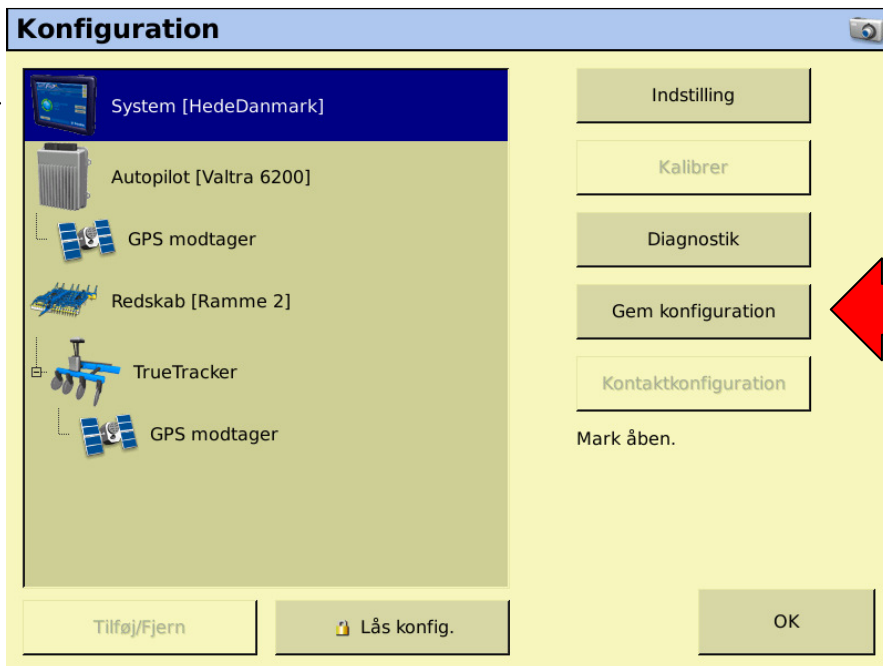 Konfiguration
System [HedeDanmark]
Autopilot [Valtra 6200]
GPS modtager
Redskab [Ramme 2]
TrueTracker
GPS modtager
Indstilling
Kalibrer
Diagnostik
Gem konfiguration
Kontaktkonfiguration
Mark åben.
Tilføj/Fjern
Lås konfig.
OK